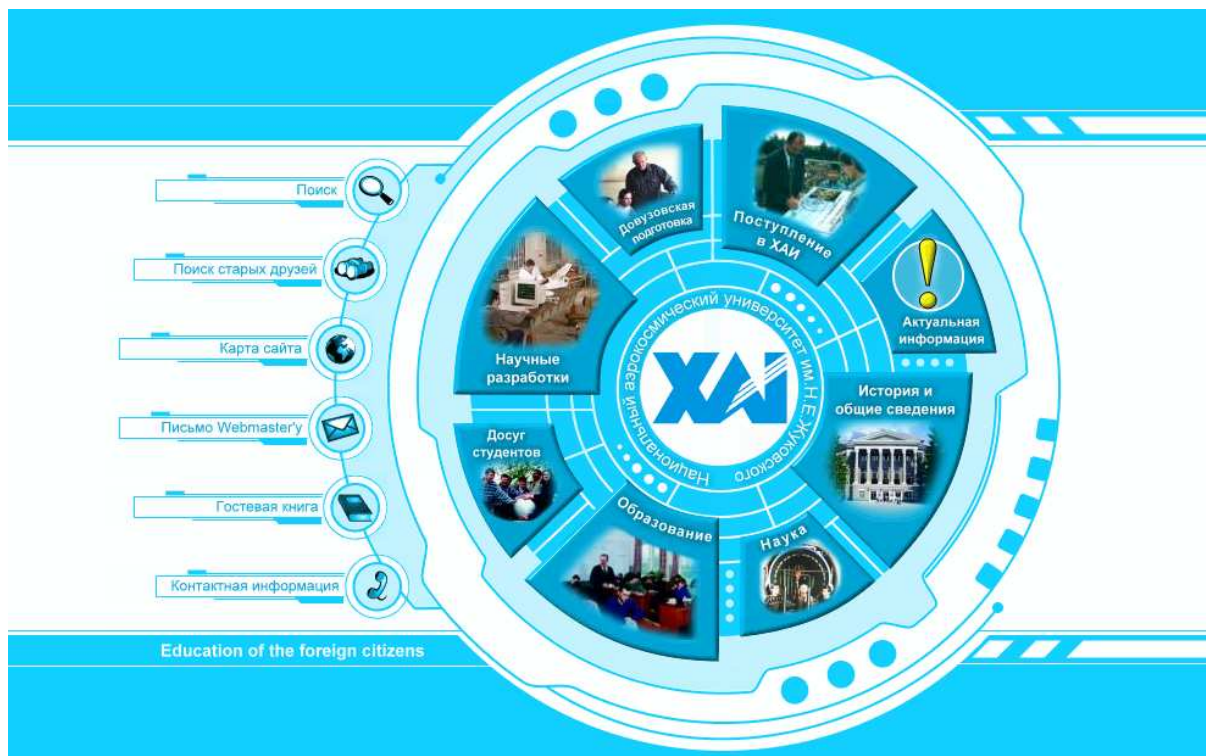 Поиск
Поиск старых друзей
Карта сайта
Письмо Webmaster'у
Гостевая книга
Контактная информация
Education of the foreign citizens
Довузовская
подготовка
Поступление
в ХАИ
Актуальная
информация
История и
общие сведения
Наука
Образование
Досуг
студентов
Научные
разработки
Национальный аэрокосмический университет им.Н.Е.Жуковского
ХАІ